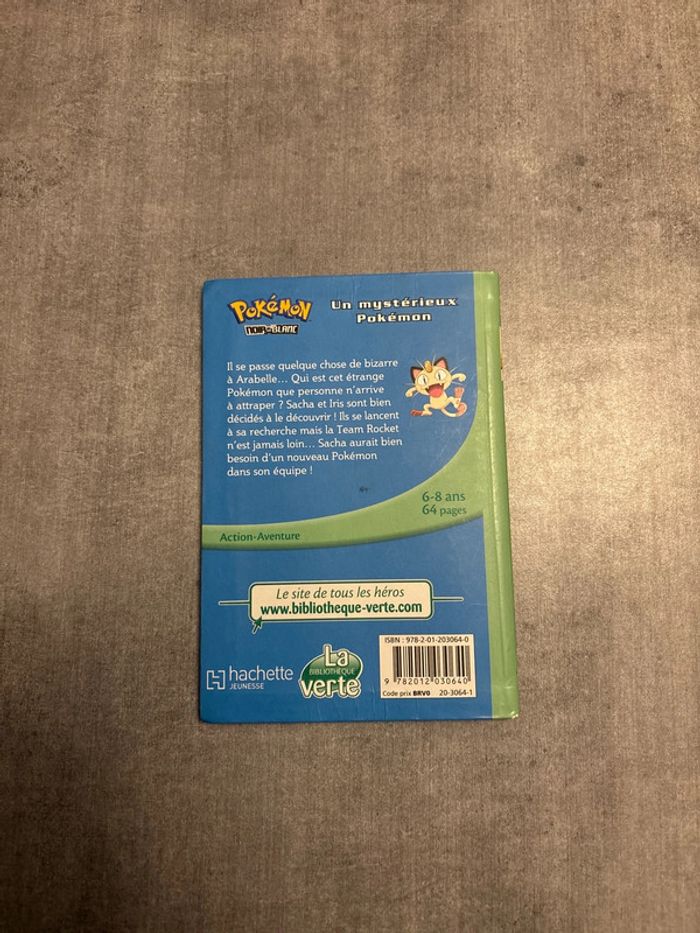 POKéMON
NOIR & BLANC
Un mystérieux
Pokémon
Il se passe quelque chose de bizarre
à Arabelle... Qui est cet étrange
Pokémon que personne n'arrive
à attraper ? Sacha et Iris sont bien
décidés à le découvrir ! Ils se lancent
à sa recherche mais la Team Rocket
n'est jamais loin... Sacha aurait bien
besoin d'un nouveau Pokémon
dans son équipe !
6-8 ans
64 pages
Action-Aventure
Le site de tous les héros
www.bibliotheque-verte.com
hachette
JEUNESSE
La
BIBLIOTHÈQUE
verte
ISBN : 978-2-01-203064-0
9 782012 030640
Code prix BRV0 20-3064-1